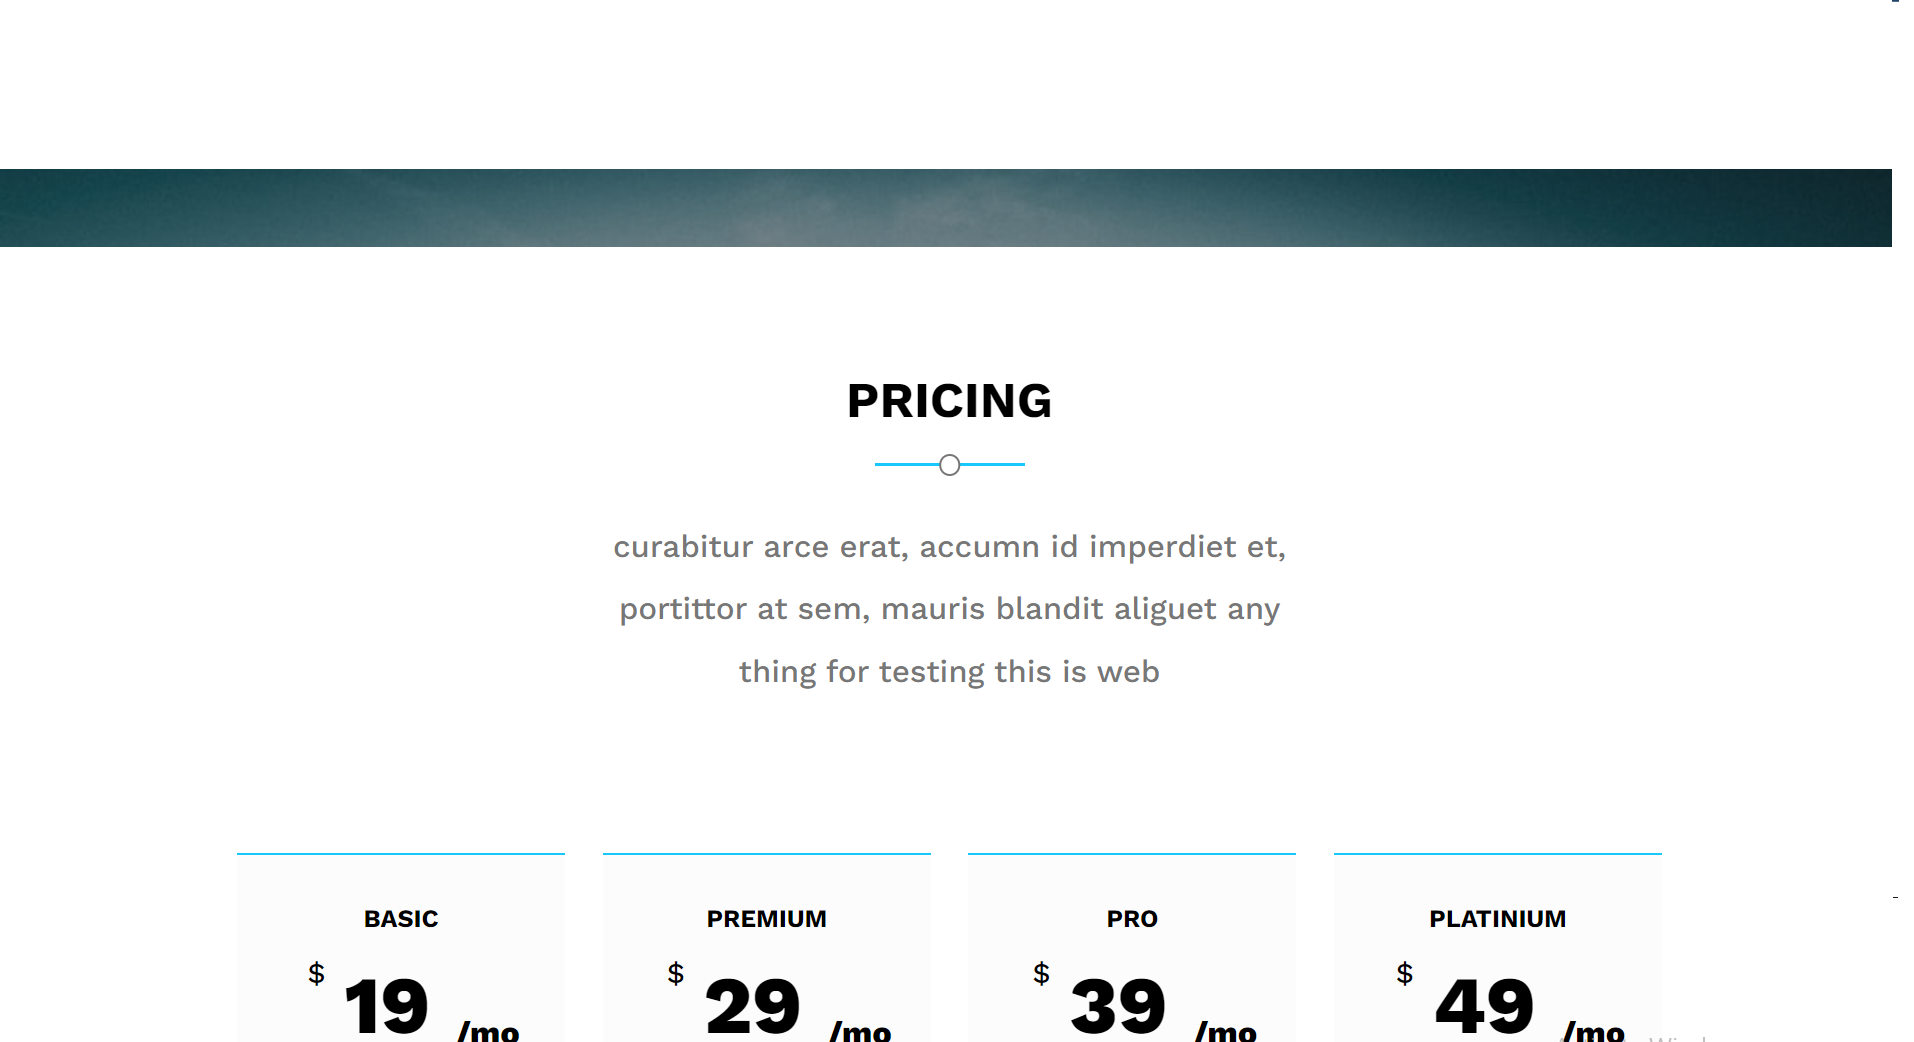 PRICING
curabitur arce erat, accumn id imperdiet et,
portittor at sem, mauris blandit aliguet any
thing for testing this is web
BASIC PREMIUM PRO PLATINIUM
$ 19 /mo $ 29 /mo $ 39 /mo $ 49 /mo